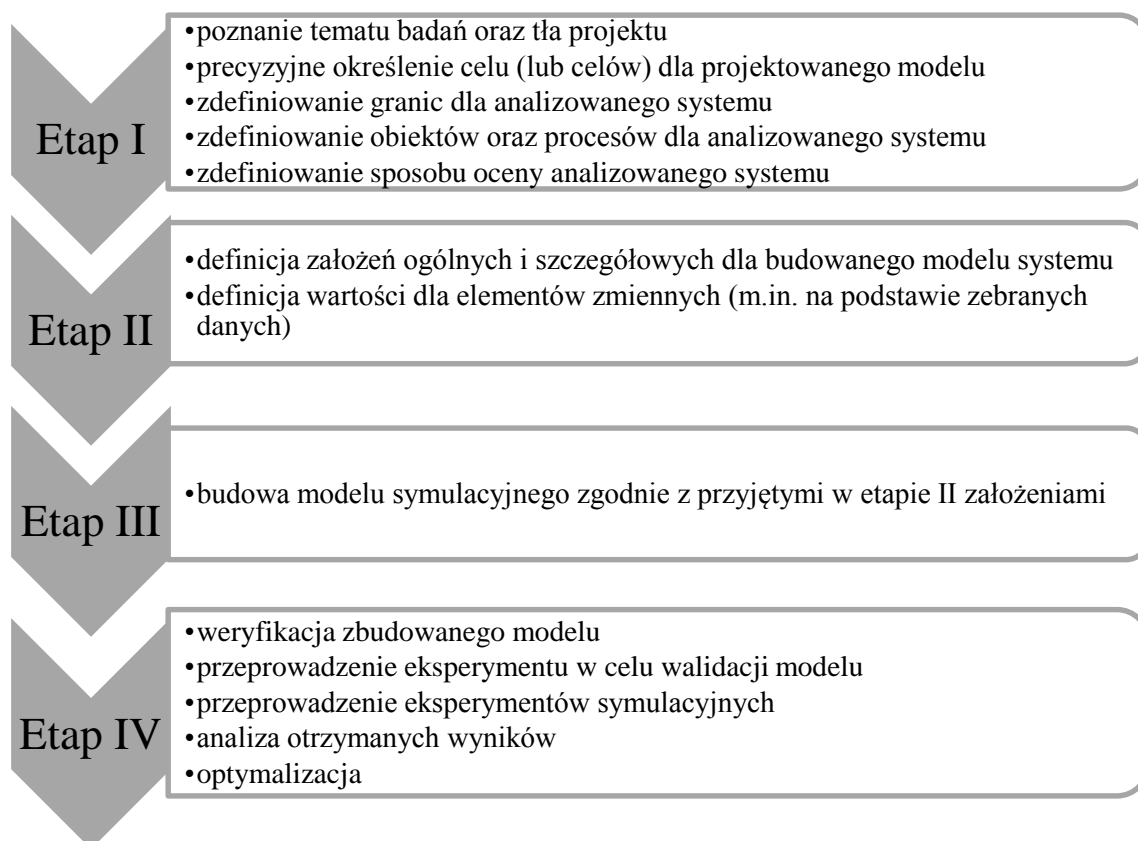 Etap I
•poznanie tematu badań oraz tła projektu
•precyzyjne określenie celu (lub celów) dla projektowanego modelu
•zdefiniowanie granic dla analizowanego systemu
•zdefiniowanie obiektów oraz procesów dla analizowanego systemu
•zdefiniowanie sposobu oceny analizowanego systemu
Etap II
•definicja założeń ogólnych i szczegółowych dla budowanego modelu systemu
•definicja wartości dla elementów zmiennych (m.in. na podstawie zebranych
danych)
Etap III
•budowa modelu symulacyjnego zgodnie z przyjętymi w etapie II założeniami
Etap IV
•weryfikacja zbudowanego modelu
•przeprowadzenie eksperymentu w celu walidacji modelu
•przeprowadzenie eksperymentów symulacyjnych
•analiza otrzymanych wyników
•optymalizacja